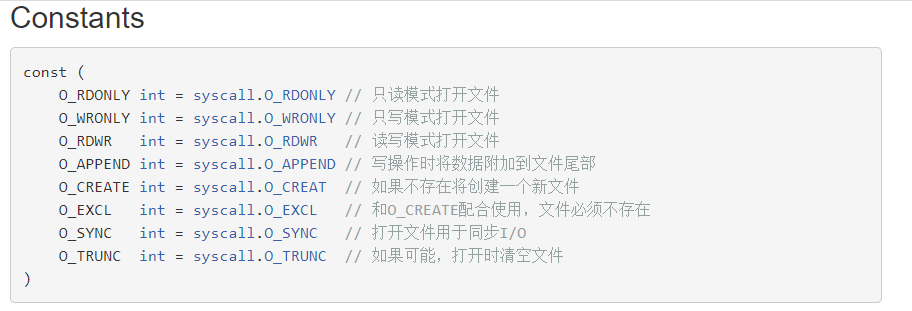 Constants
const (
O_RDONLY int = syscall.O_RDONLY // 只读模式打开文件
O_WRONLY int = syscall.O_WRONLY // 只写模式打开文件
O_RDWR int = syscall.O_RDWR // 读写模式打开文件
O_APPEND int = syscall.O_APPEND // 写操作时将数据附加到文件尾部
O_CREATE int = syscall.O_CREAT // 如果不存在将创建一个新文件
O_EXCL int = syscall.O_EXCL // 和O_CREATE配合使用，文件必须不存在
O_SYNC int = syscall.O_SYNC // 打开文件用于同步I/O
O_TRUNC int = syscall.O_TRUNC // 如果可能，打开时清空文件
)